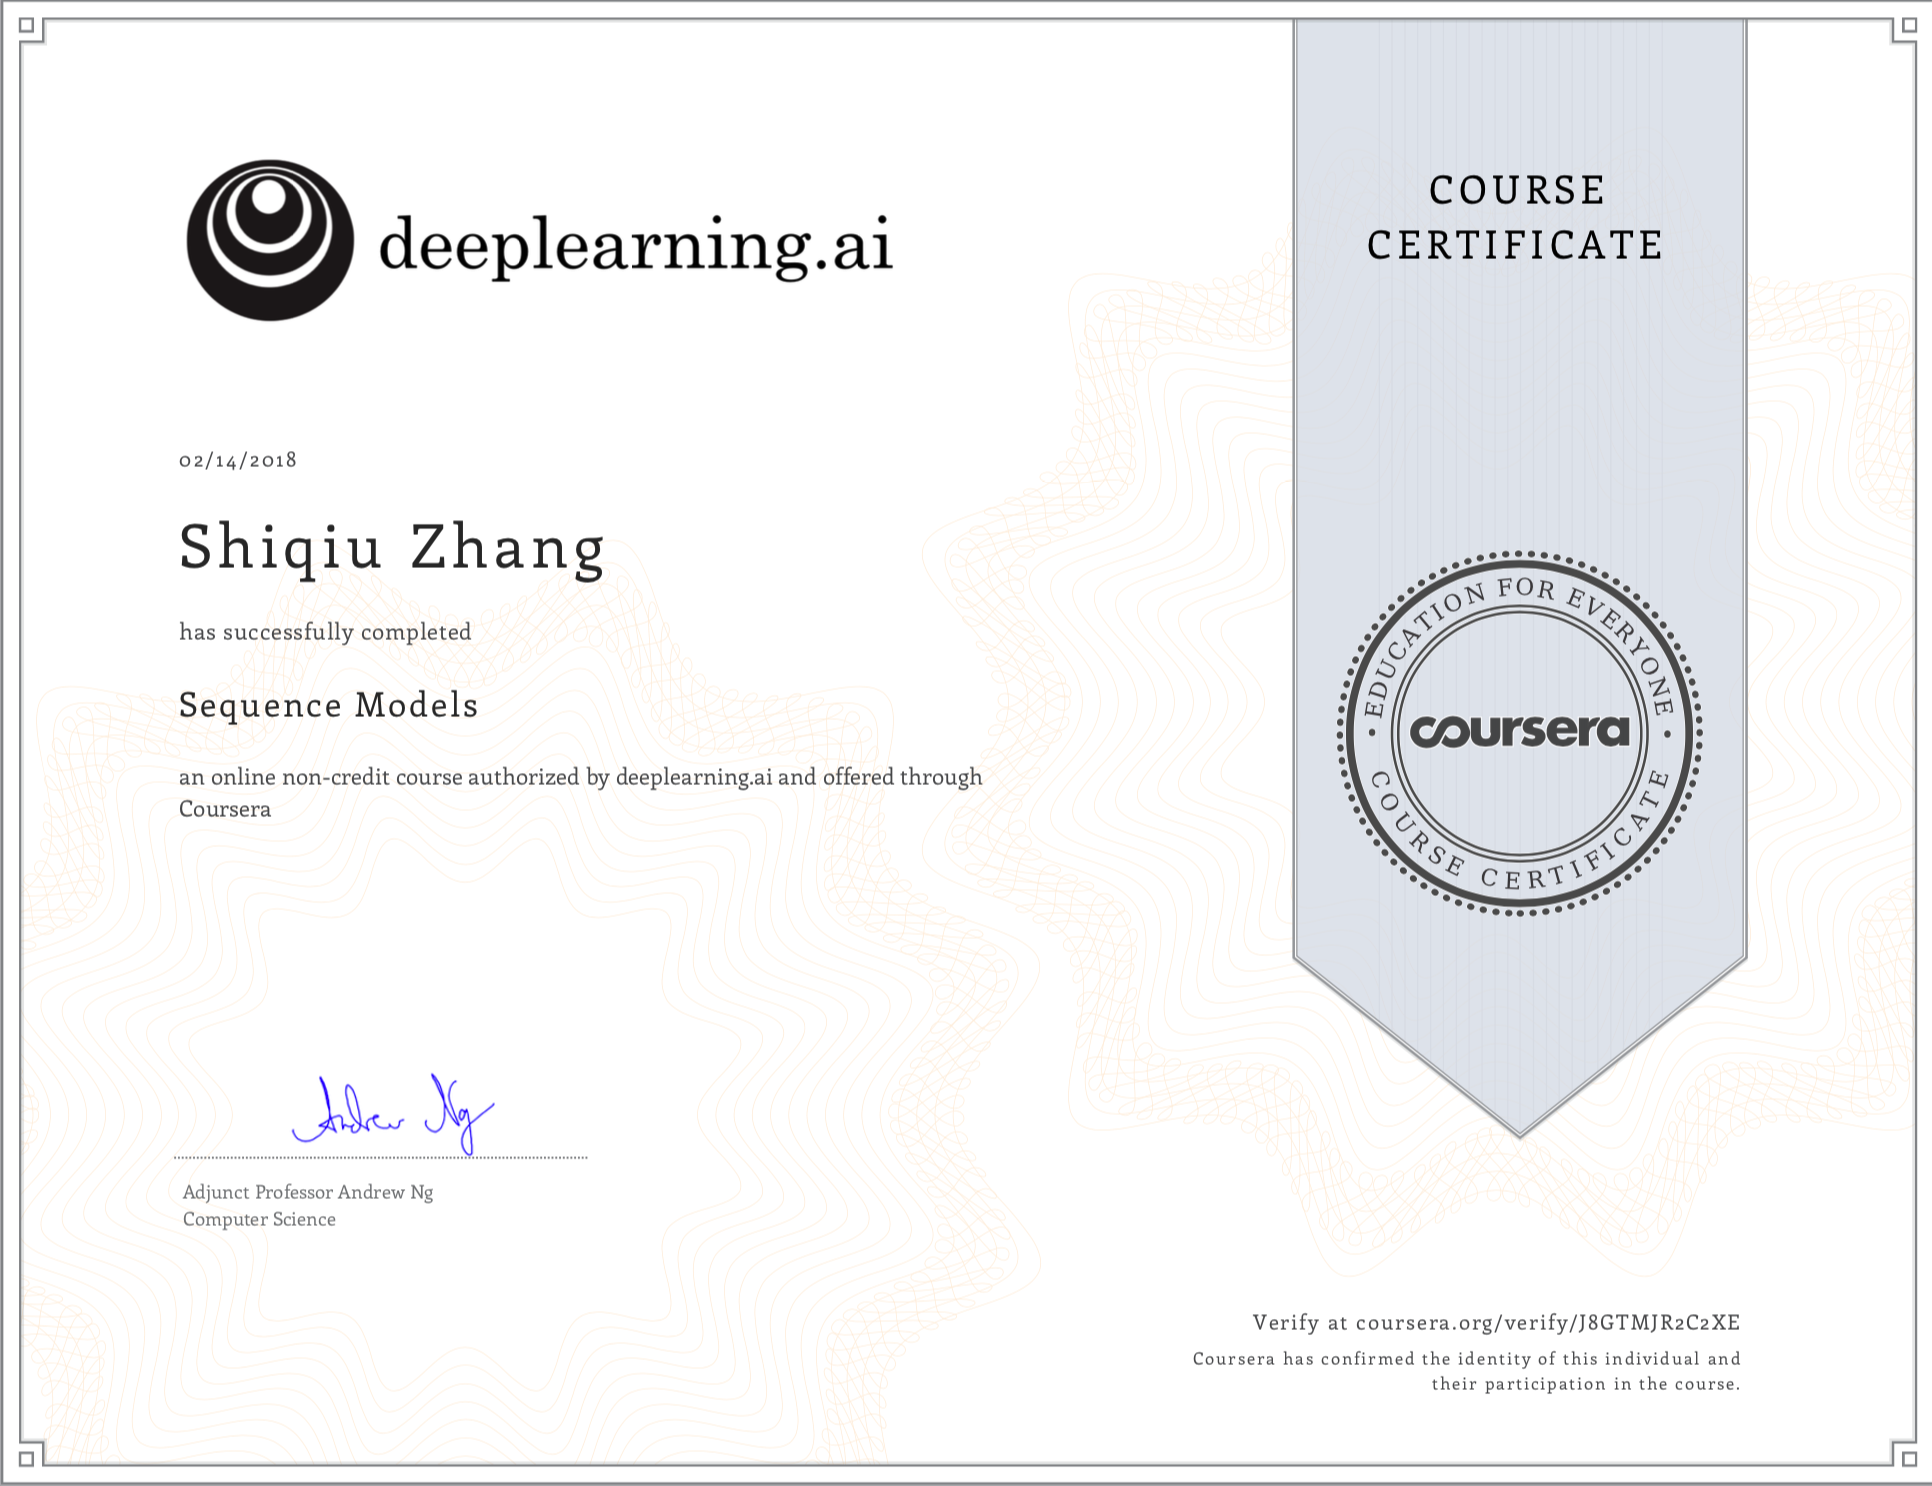 deeplearning.ai
COURSE
CERTIFICATE
02/14/2018
Shiqiu Zhang
has successfully completed
Sequence Models
an online non-credit course authorized by deeplearning.ai and offered through
Coursera
EDUCATION FOR EVERYONE
coursera
COURSE CERTIFICATE
Andrew Ng
Adjunct Professor Andrew Ng
Computer Science
Verify at coursera.org/verify/J8GTMJR2C2XE
Coursera has confirmed the identity of this individual and
their participation in the course.